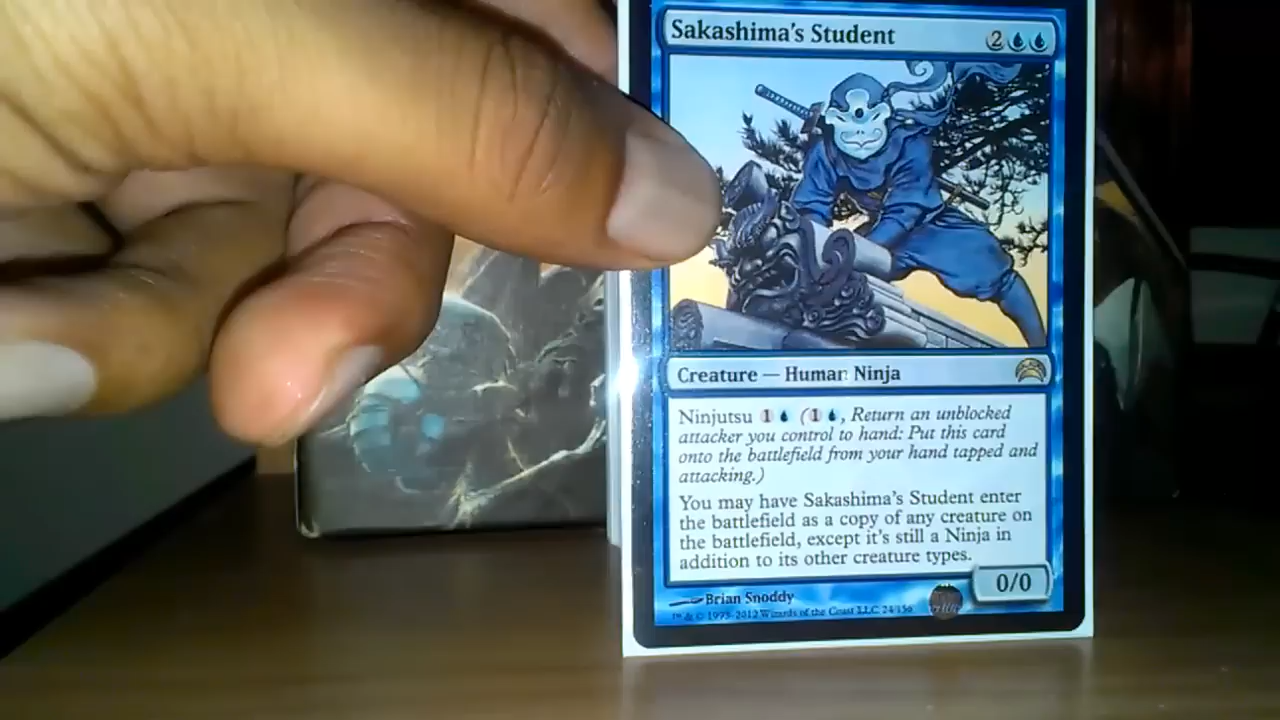 Sakashima's Student 2
Creature — Human Ninja
Ninjutsu 1 (1, Return an unblocked
attacker you control to hand: Put this card
onto the battlefield from your hand tapped and
attacking.)
You may have Sakashima's Student enter
the battlefield as a copy of any creature on
the battlefield, except it's still a Ninja in
addition to its other creature types.
0/0
Brian Snoddy
™ & © 1993-2012 Wizards of the Coast LLC 24/156